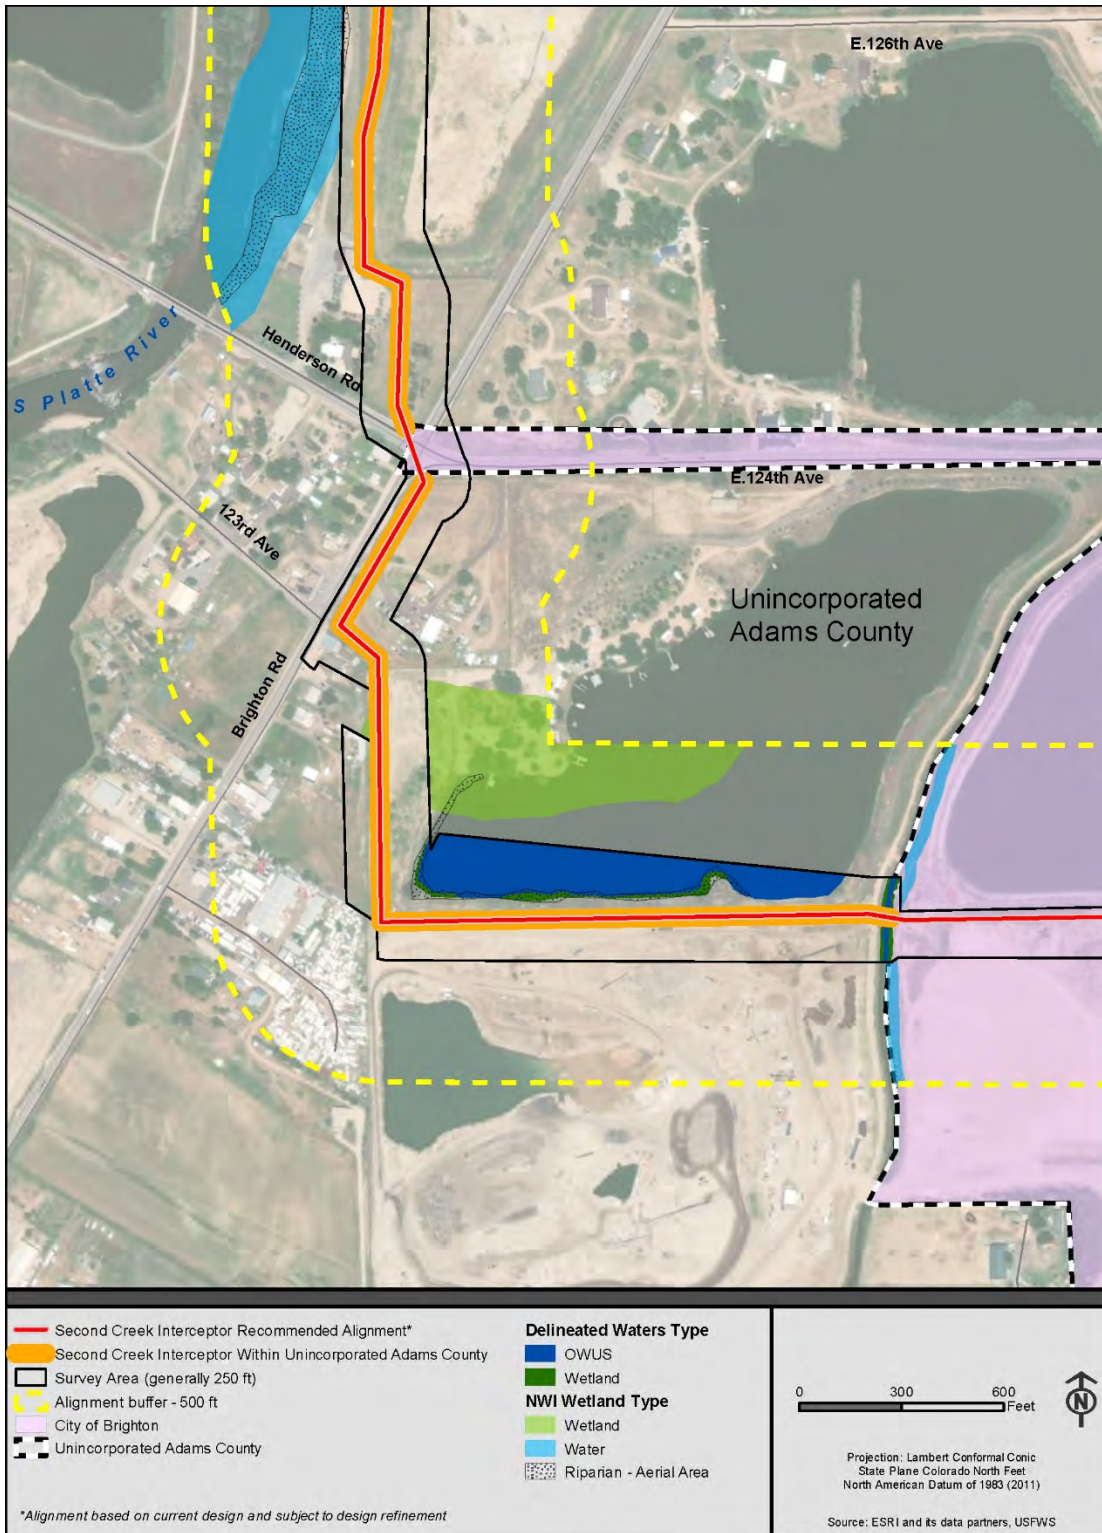 E.126th Ave
S Platte River
Henderson Rd
E.124th Ave
123rd Ave
Unincorporated
Adams County
Brighton Rd
Second Creek Interceptor Recommended Alignment*
Second Creek Interceptor Within Unincorporated Adams County
Survey Area (generally 250 ft)
Alignment buffer - 500 ft
City of Brighton
Unincorporated Adams County
*Alignment based on current design and subject to design refinement
Delineated Waters Type
OWUS
Wetland
NWI Wetland Type
Wetland
Water
Riparian - Aerial Area
0 300 600
Feet
N
Projection: Lambert Conformal Conic
State Plane Colorado North Feet
North American Datum of 1983 (2011)
Source: ESRI and its data partners, USFWS